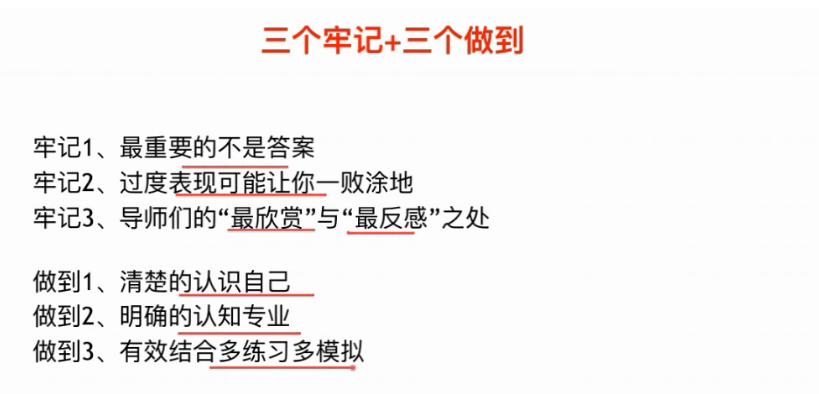 三个牢记+三个做到
牢记1、最重要的不是答案
牢记2、过度表现可能让你一败涂地
牢记3、导师们的“最欣赏”与“最反感”之处
做到1、清楚的认识自己
做到2、明确的认知专业
做到3、有效结合多练习多模拟